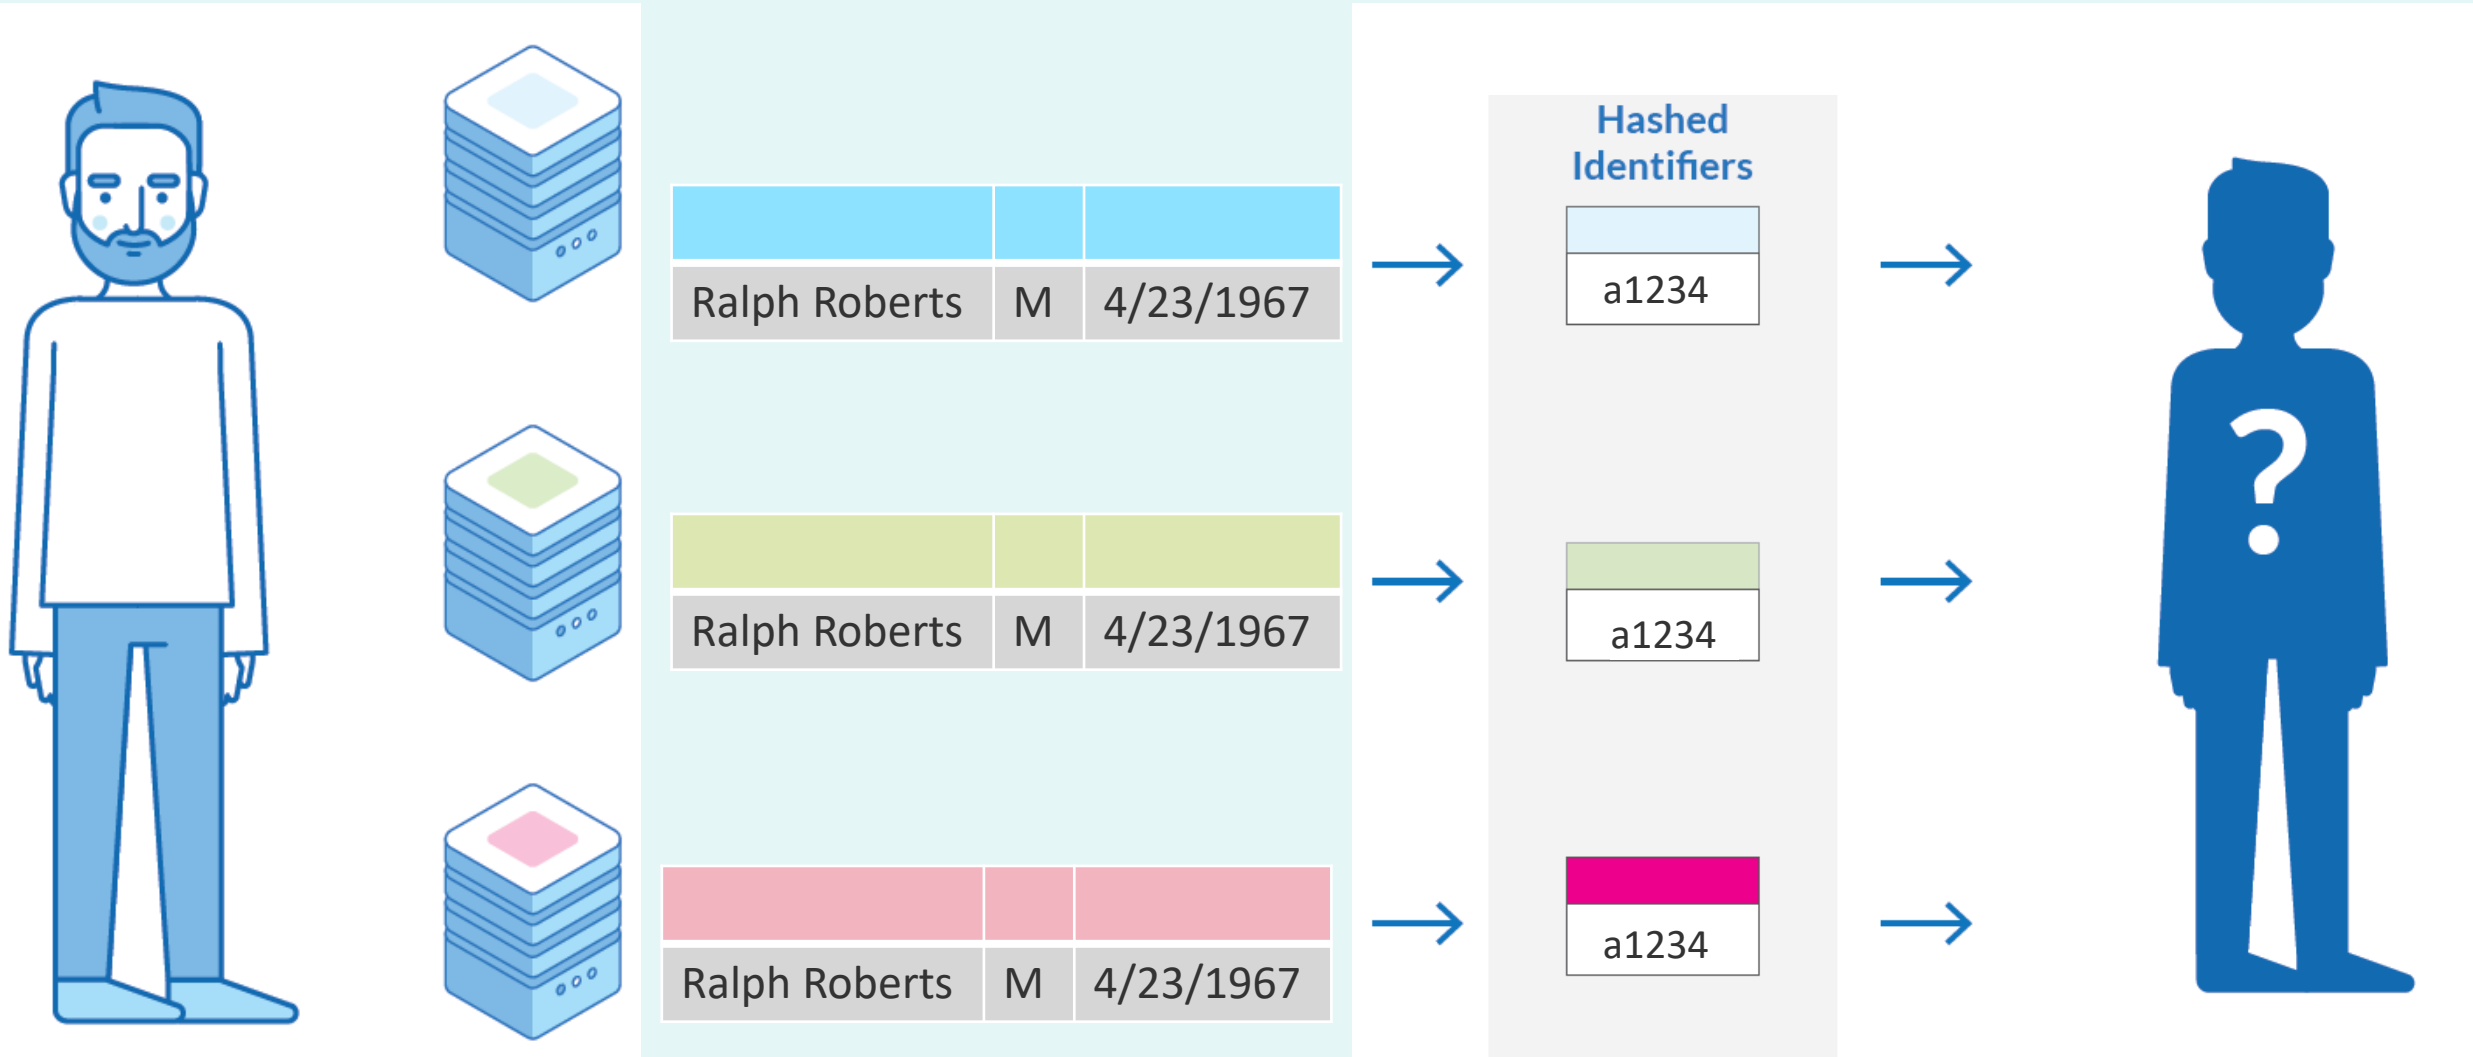 Hashed
Identifiers
Ralph Roberts M 4/23/1967
a1234
?
Ralph Roberts M 4/23/1967
a1234
Ralph Roberts M 4/23/1967
a1234